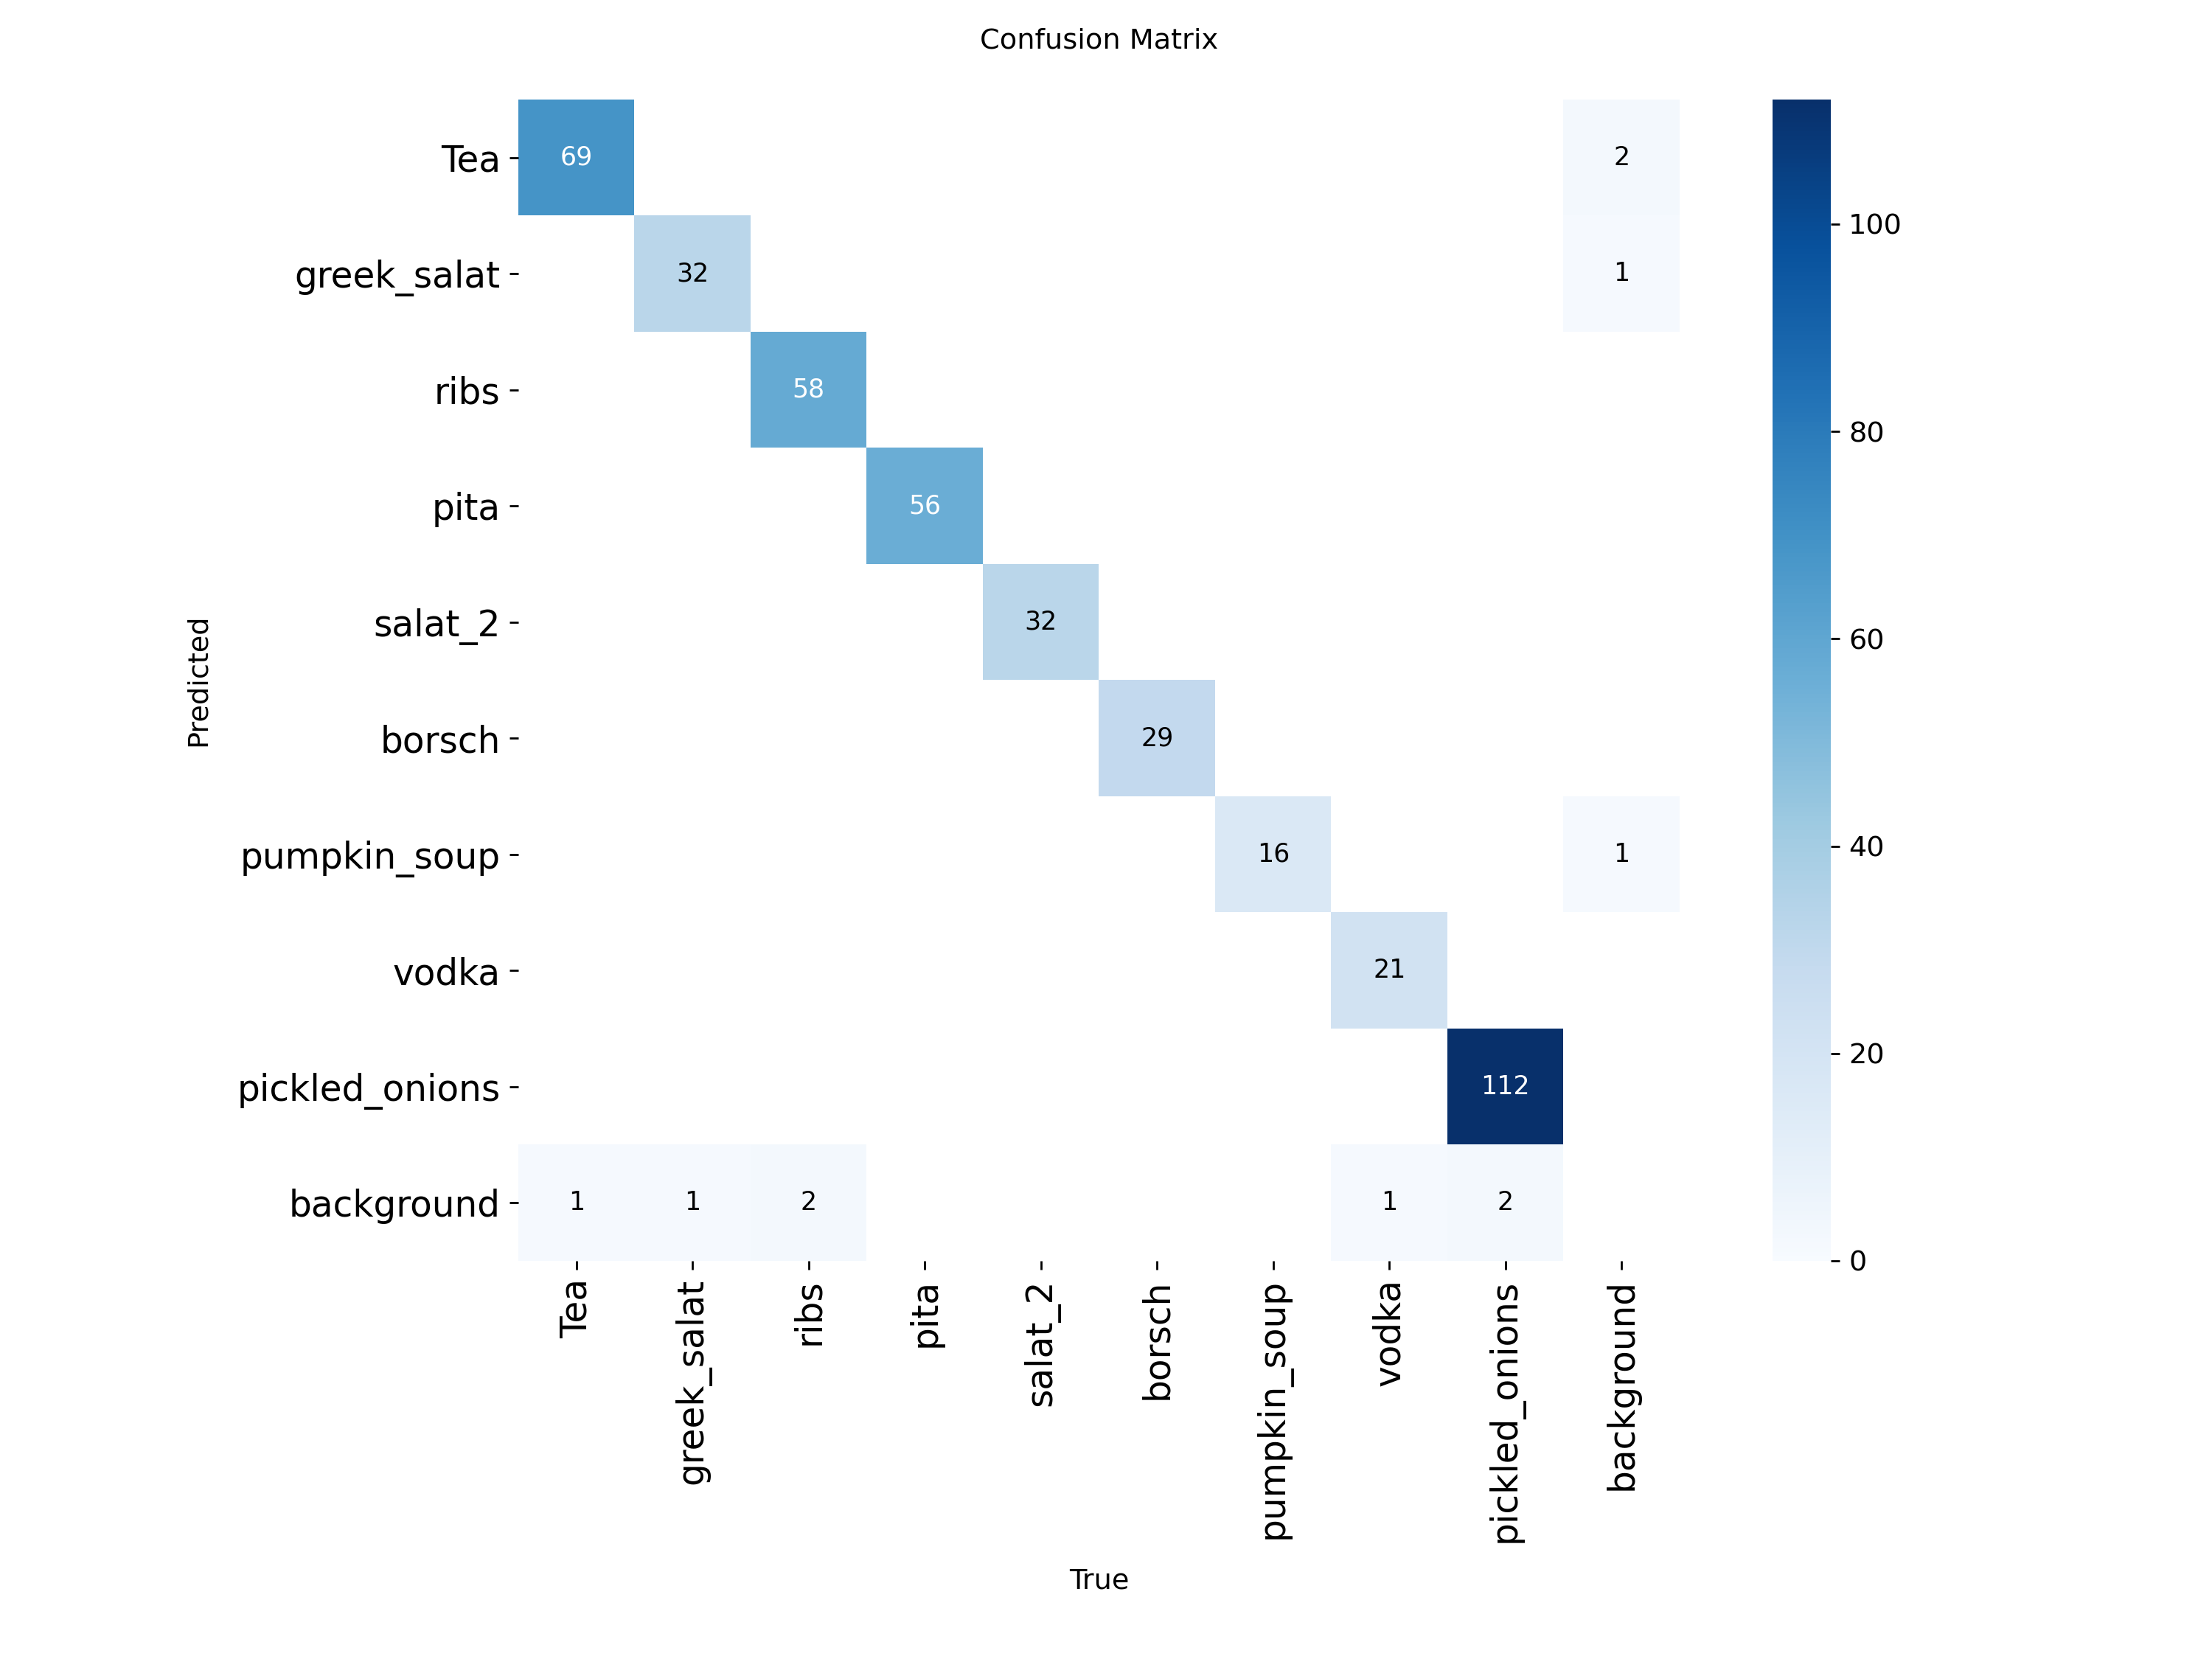 Confusion Matrix
Tea 69 2
greek_salat 32 1
ribs 58
pita 56
salat_2 32
borsch 29
pumpkin_soup 16 1
vodka 21
pickled_onions 112
background 1 1 2 1 2
Predicted
Tea greek_salat ribs pita salat_2 borsch pumpkin_soup vodka pickled_onions background
True
100
80
60
40
20
0